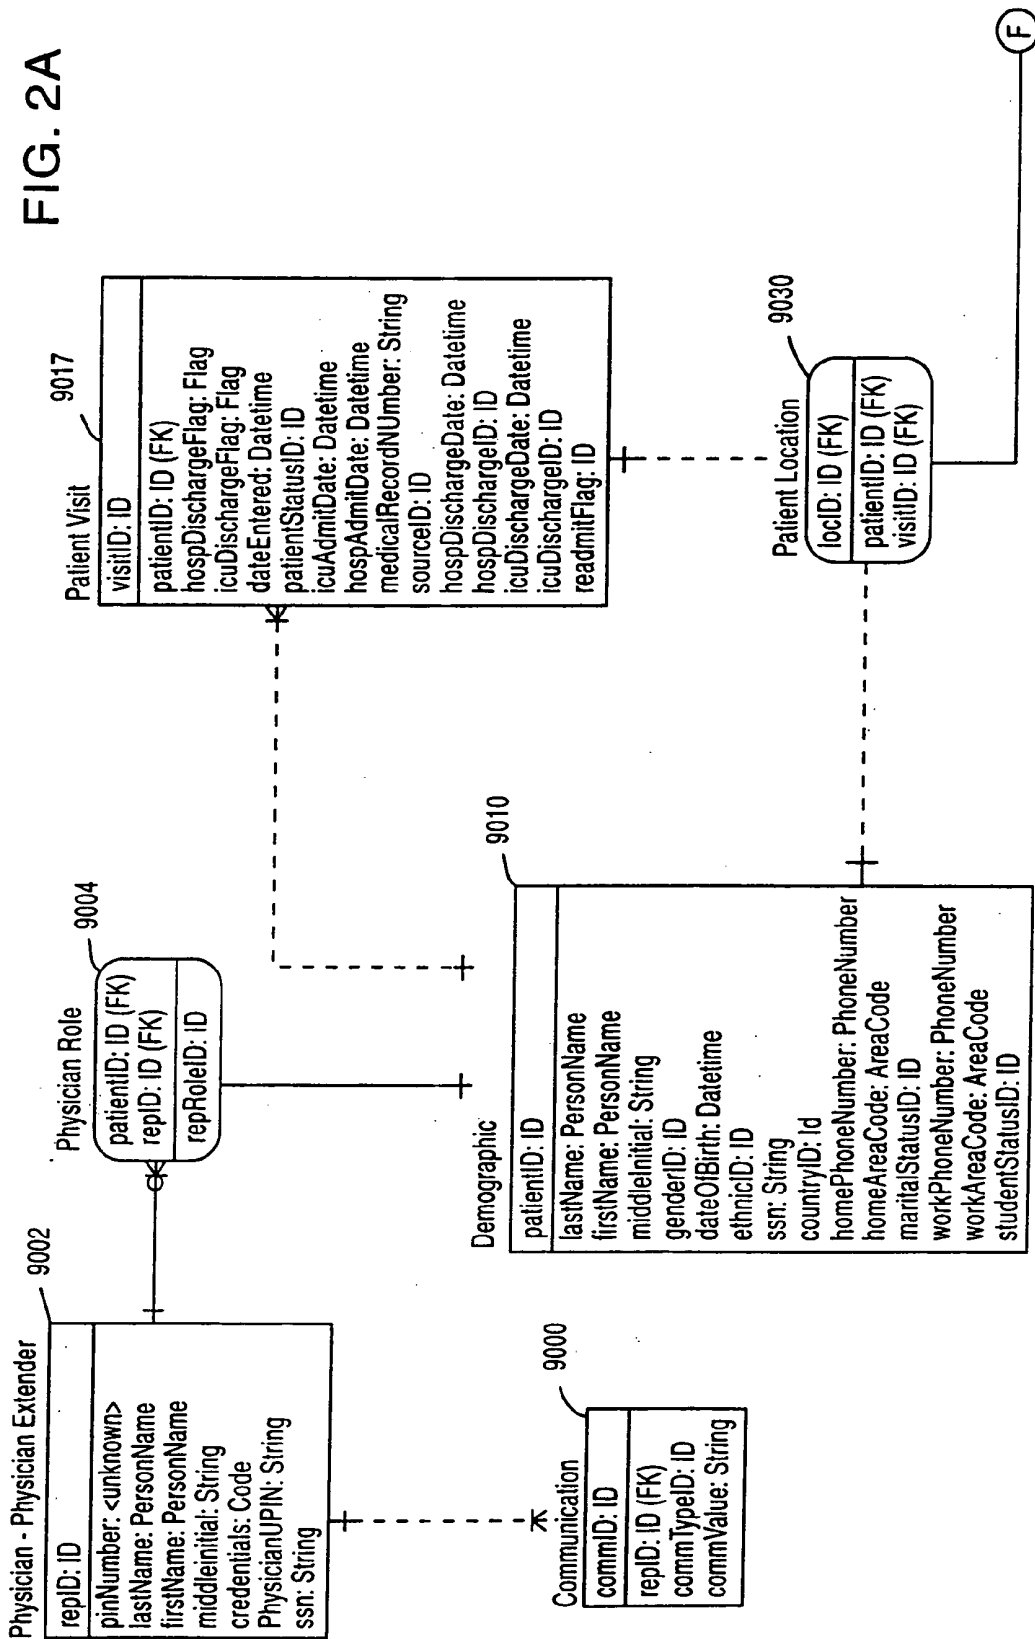 FIG. 2A
Physician - Physician Extender
9002
repID: ID
pinNumber: <unknown>
lastName: PersonName
firstName: PersonName
middleinitial: String
credentials: Code
PhysicianUPIN: String
ssn: String
Physician Role
9004
patientID: ID (FK)
repID: ID (FK)
repRoleID: ID
Patient Visit
9017
visitID: ID
patientID: ID (FK)
hospDischargeFlag: Flag
icuDischargeFlag: Flag
dateEntered: Datetime
patientStatusID: ID
icuAdmitDate: Datetime
hospAdmitDate: Datetime
medicalRecordNUmber: String
sourceID: ID
hospDischargeDate: Datetime
hospDischargeID: ID
icuDischargeDate: Datetime
icuDischargeID: ID
readmitFlag: ID
Communication
9000
commID: ID
repID: ID (FK)
commTypeID: ID
commValue: String
Demographic
9010
patientID: ID
lastName: PersonName
firstName: PersonName
middleInitial: String
genderID: ID
dateOfBirth: Datetime
ethnicID: ID
ssn: String
countryID: Id
homePhoneNumber: PhoneNumber
homeAreaCode: AreaCode
maritalStatusID: ID
workPhoneNumber: PhoneNumber
workAreaCode: AreaCode
studentStatusID: ID
Patient Location
9030
locID: ID (FK)
patientID: ID (FK)
visitID: ID (FK)
F